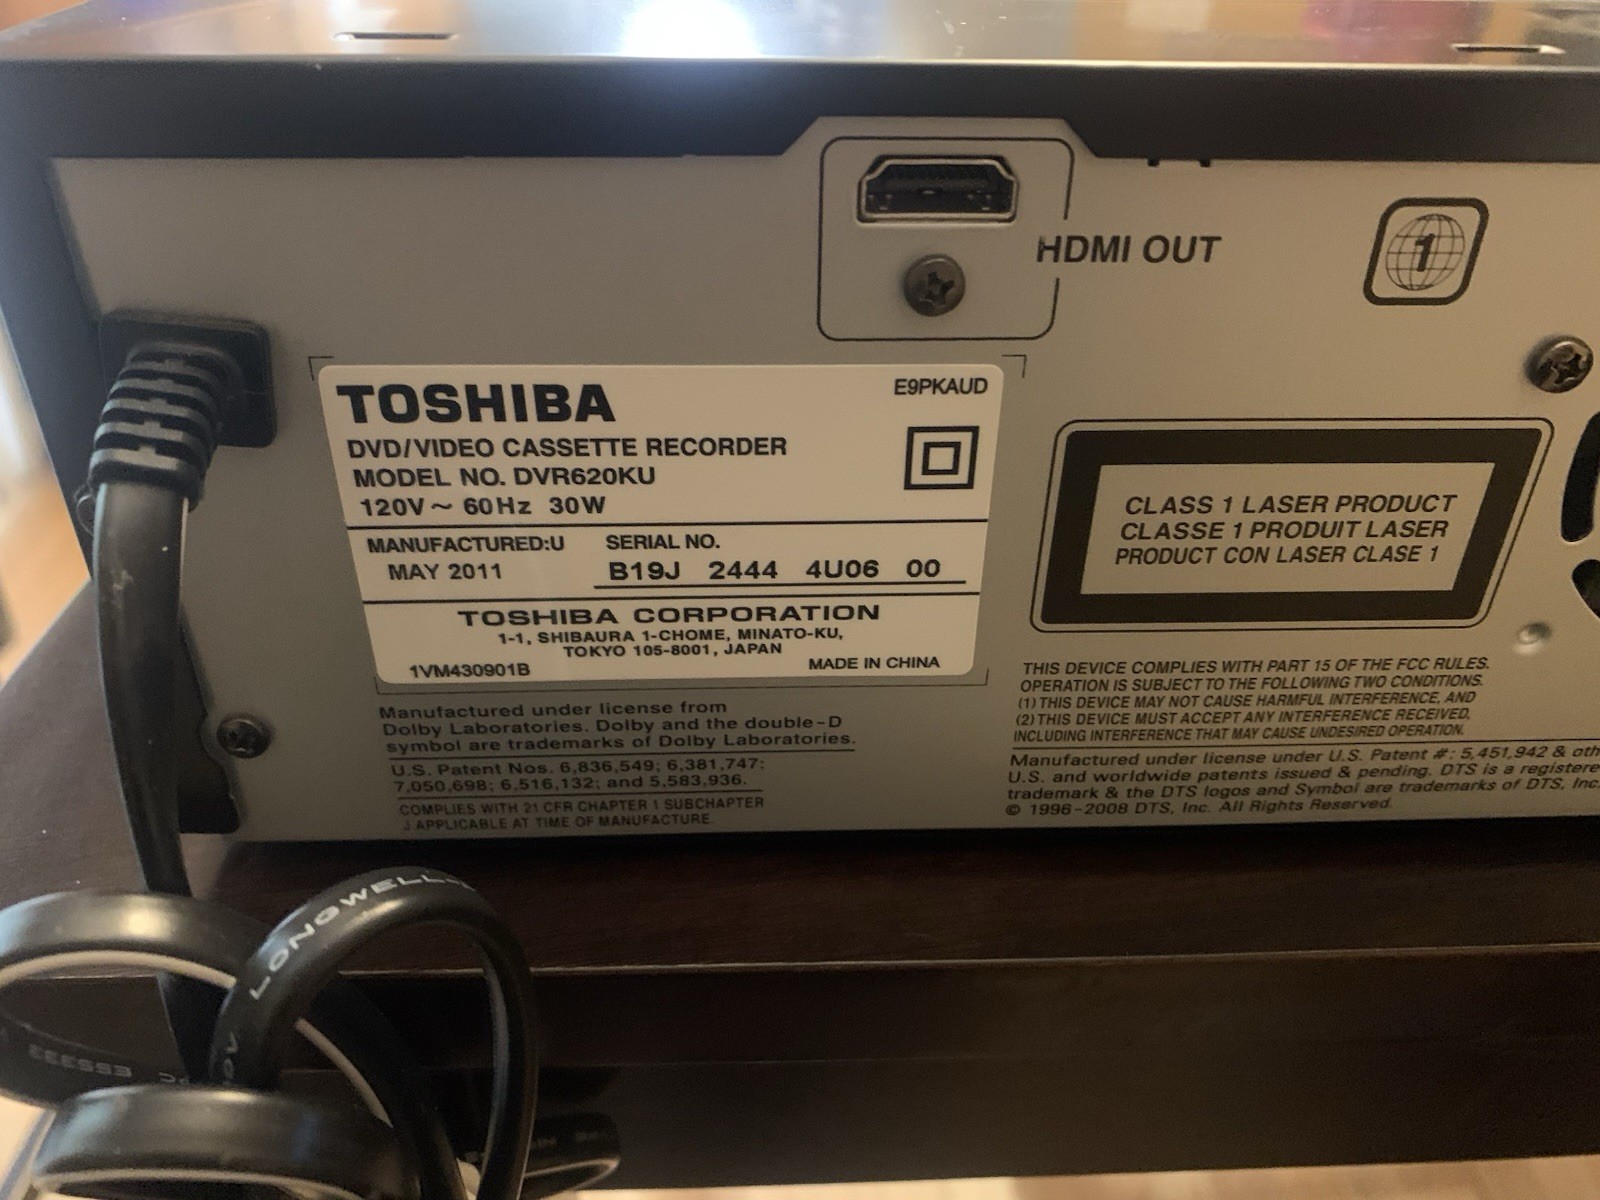 HDMI OUT
1
TOSHIBA
E9PKAUD
DVD/VIDEO CASSETTE RECORDER
MODEL NO. DVR620KU
120V ~ 60Hz 30W
MANUFACTURED:U
MAY 2011
SERIAL NO.
B19J 2444 4U06 00
TOSHIBA CORPORATION
1-1, SHIBAURA 1-CHOME, MINATO-KU,
TOKYO 105-8001, JAPAN
1VM430901B
MADE IN CHINA
Manufactured under license from
Dolby Laboratories. Dolby and the double-D
symbol are trademarks of Dolby Laboratories.
U.S. Patent Nos. 6,836,549; 6,381,747;
7,050,698; 6,516,132; and 5,583,936.
COMPLIES WITH 21 CFR CHAPTER 1 SUBCHAPTER
J APPLICABLE AT TIME OF MANUFACTURE.
CLASS 1 LASER PRODUCT
CLASSE 1 PRODUIT LASER
PRODUCT CON LASER CLASE 1
THIS DEVICE COMPLIES WITH PART 15 OF THE FCC RULES.
OPERATION IS SUBJECT TO THE FOLLOWING TWO CONDITIONS.
(1) THIS DEVICE MAY NOT CAUSE HARMFUL INTERFERENCE, AND
(2) THIS DEVICE MUST ACCEPT ANY INTERFERENCE RECEIVED,
INCLUDING INTERFERENCE THAT MAY CAUSE UNDESIRED OPERATION.
Manufactured under license under U.S. Patent #: 5,451,942 & oth
U.S. and worldwide patents issued & pending. DTS is a registere
trademark & the DTS logos and Symbol are trademarks of DTS, Inc.
© 1996-2008 DTS, Inc. All Rights Reserved.
LONGWELL